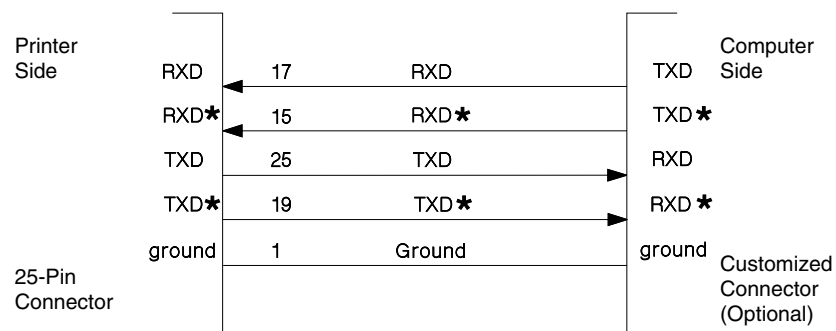 Printer
Side
Computer
Side
RXD 17 RXD TXD
RXD* 15 RXD* TXD*
TXD 25 TXD RXD
TXD* 19 TXD* RXD*
ground 1 Ground ground
25-Pin
Connector
Customized
Connector
(Optional)